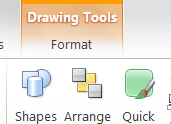 Drawing Tools
Format
Shapes Arrange Quick